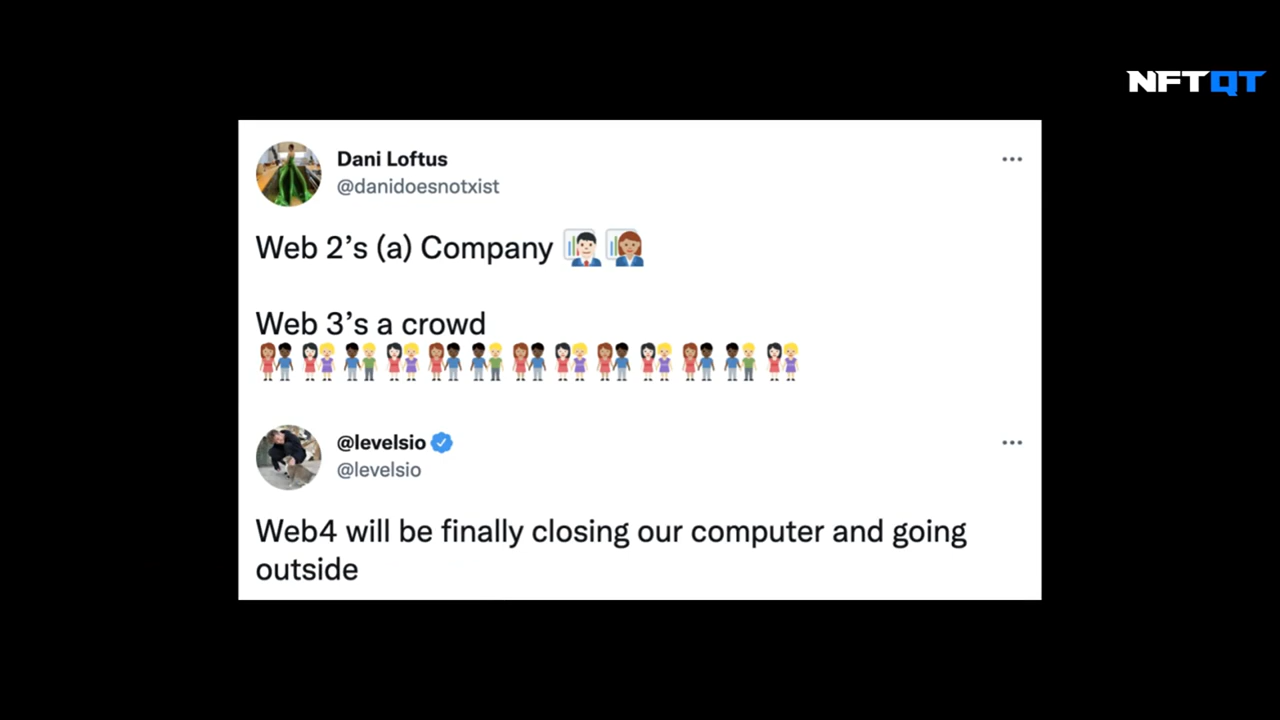 NFTQT
Dani Loftus
@danidoesnotxist
Web 2’s (a) Company
Web 3’s a crowd
@levelsio
@levelsio
Web4 will be finally closing our computer and going
outside